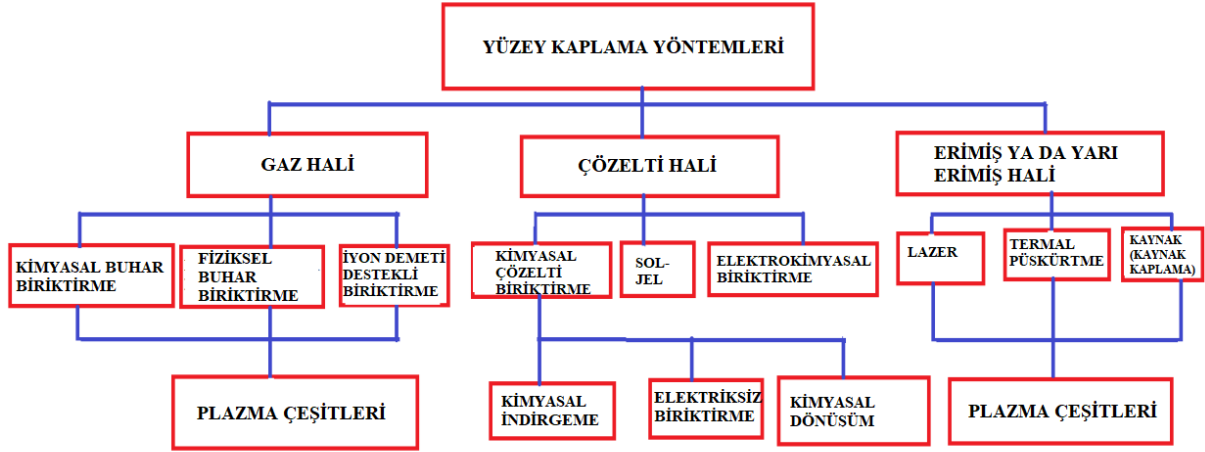 YÜZEY KAPLAMA YÖNTEMLERİ
GAZ HALİ
ÇÖZELTİ HALİ
ERİMİŞ YA DA YARI
ERİMİŞ HALİ
KİMYASAL BUHAR
BİRİKTİRME
FİZİKSEL
BUHAR
BİRİKTİRME
İYON DEMETİ
DESTEKLİ
BİRİKTİRME
KİMYASAL
ÇÖZELTİ
BİRİKTİRME
SOL-
JEL
ELEKTROKİMYASAL
BİRİKTİRME
LAZER
TERMAL
PÜSKÜRTME
KAYNAK
(KAYNAK
KAPLAMA)
PLAZMA ÇEŞİTLERİ
KİMYASAL
İNDİRGEME
ELEKTRİKSİZ
BİRİKTİRME
KİMYASAL
DÖNÜSÜM
PLAZMA ÇEŞİTLERİ